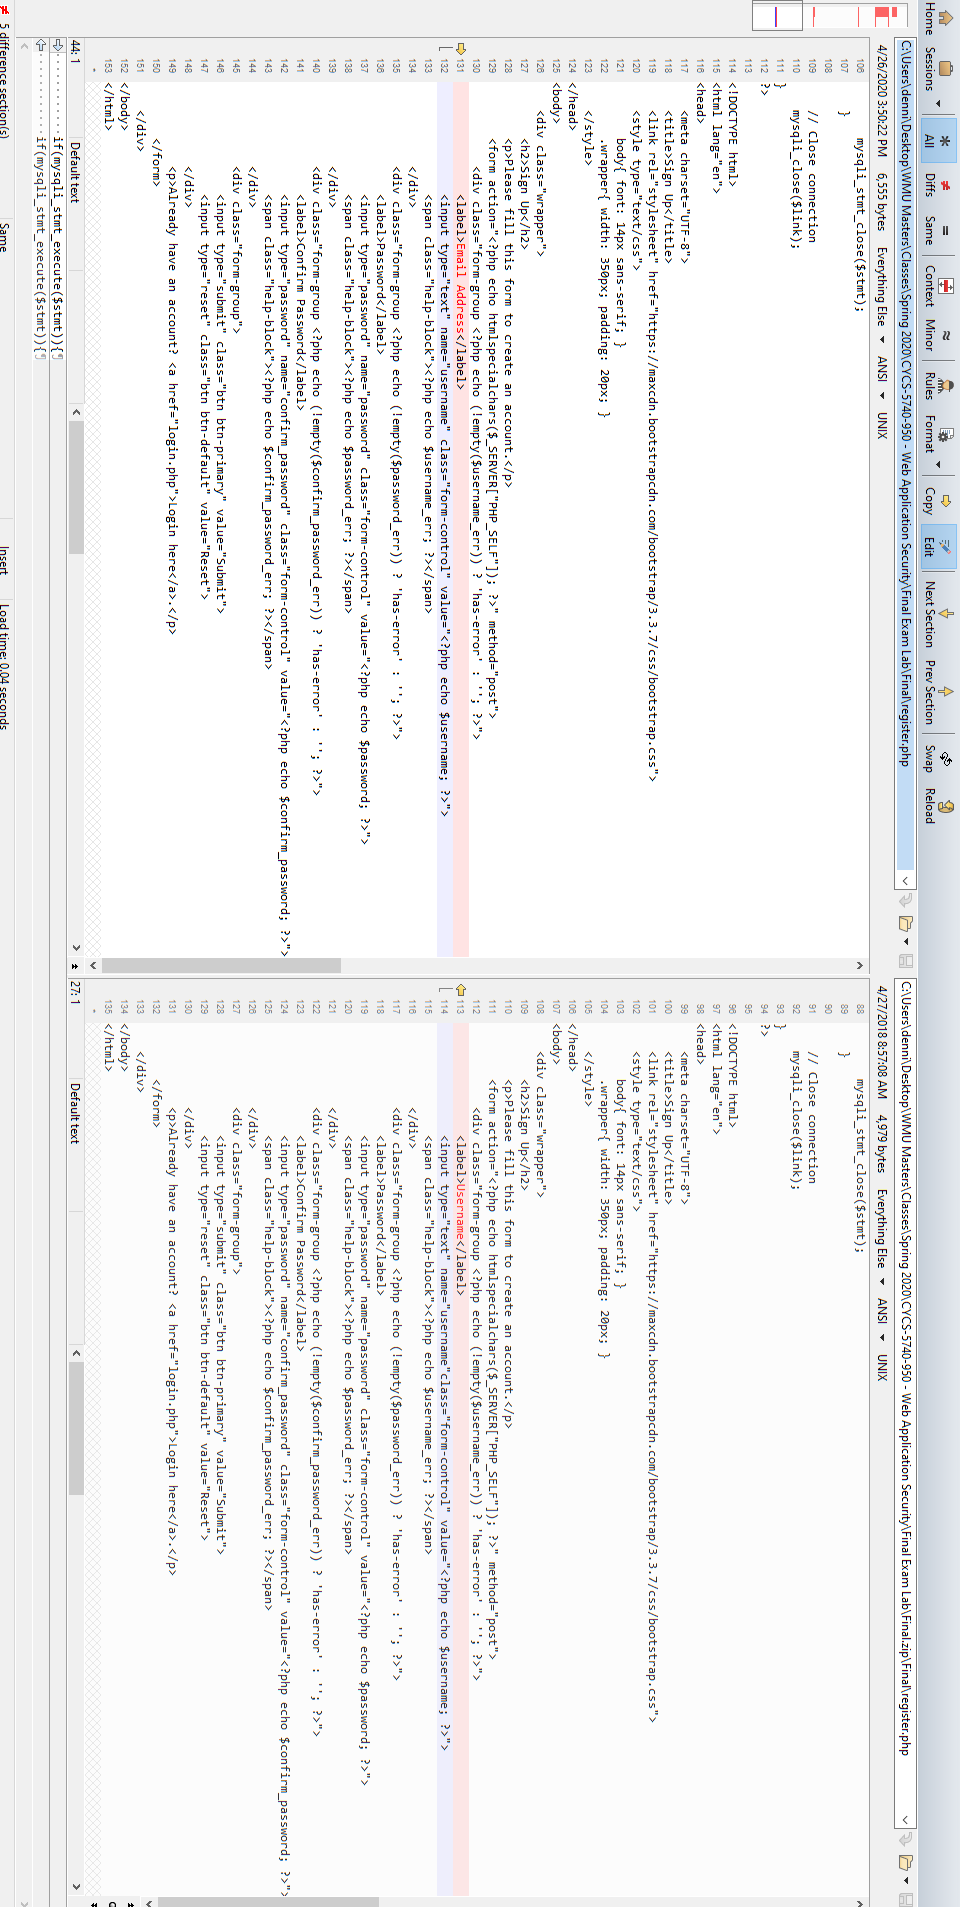 Home Sessions All Diffs Same Context Minor Rules Format Copy Edit Next Section Prev Section Swap Reload
C:\Users\denni\Desktop\WMU Masters\Classes\Spring 2020\CYCS-5740-950 - Web Application Security\Final Exam Lab\Final\register.php
4/26/2020 3:50:22 PM 6,555 bytes Everything Else ANSI UNIX
106 mysqli_stmt_close($stmt);
107 }
108
109 // Close connection
110 mysqli_close($link);
111 }
112 ?>
113
114 <!DOCTYPE html>
115 <html lang="en">
116 <head>
117 <meta charset="UTF-8">
118 <title>Sign Up</title>
119 <link rel="stylesheet" href="https://maxcdn.bootstrapcdn.com/bootstrap/3.3.7/css/bootstrap.css">
120 <style type="text/css">
121 body{ font: 14px sans-serif; }
122 .wrapper{ width: 350px; padding: 20px; }
123 </style>
124 </head>
125 <body>
126 <div class="wrapper">
127 <h2>Sign Up</h2>
128 <p>Please fill this form to create an account.</p>
129 <form action="<?php echo htmlspecialchars($_SERVER["PHP_SELF"]); ?>" method="post">
130 <div class="form-group <?php echo (!empty($username_err)) ? 'has-error' : ''; ?>">
131 <label>Email Address</label>
132 <input type="text" name="username" class="form-control" value="<?php echo $username; ?>">
133 <span class="help-block"><?php echo $username_err; ?></span>
134 </div>
135 <div class="form-group <?php echo (!empty($password_err)) ? 'has-error' : ''; ?>">
136 <label>Password</label>
137 <input type="password" name="password" class="form-control" value="<?php echo $password; ?>">
138 <span class="help-block"><?php echo $password_err; ?></span>
139 </div>
140 <div class="form-group <?php echo (!empty($confirm_password_err)) ? 'has-error' : ''; ?>">
141 <label>Confirm Password</label>
142 <input type="password" name="confirm_password" class="form-control" value="<?php echo $confirm_password; ?>">
143 <span class="help-block"><?php echo $confirm_password_err; ?></span>
144 </div>
145 <div class="form-group">
146 <input type="submit" class="btn btn-primary" value="Submit">
147 <input type="reset" class="btn btn-default" value="Reset">
148 </div>
149 <p>Already have an account? <a href="login.php">Login here</a>.</p>
150 </form>
151 </div>
152 </body>
153 </html>
44: 1 Default text
C:\Users\denni\Desktop\WMU Masters\Classes\Spring 2020\CYCS-5740-950 - Web Application Security\Final Exam Lab\Final.zip\Final\register.php
4/27/2018 8:57:08 AM 4,979 bytes Everything Else ANSI UNIX
88 mysqli_stmt_close($stmt);
89 }
90
91 // Close connection
92 mysqli_close($link);
93 }
94 ?>
95
96 <!DOCTYPE html>
97 <html lang="en">
98 <head>
99 <meta charset="UTF-8">
100 <title>Sign Up</title>
101 <link rel="stylesheet" href="https://maxcdn.bootstrapcdn.com/bootstrap/3.3.7/css/bootstrap.css">
102 <style type="text/css">
103 body{ font: 14px sans-serif; }
104 .wrapper{ width: 350px; padding: 20px; }
105 </style>
106 </head>
107 <body>
108 <div class="wrapper">
109 <h2>Sign Up</h2>
110 <p>Please fill this form to create an account.</p>
111 <form action="<?php echo htmlspecialchars($_SERVER["PHP_SELF"]); ?>" method="post">
112 <div class="form-group <?php echo (!empty($username_err)) ? 'has-error' : ''; ?>">
113 <label>Username</label>
114 <input type="text" name="username"class="form-control" value="<?php echo $username; ?>">
115 <span class="help-block"><?php echo $username_err; ?></span>
116 </div>
117 <div class="form-group <?php echo (!empty($password_err)) ? 'has-error' : ''; ?>">
118 <label>Password</label>
119 <input type="password" name="password" class="form-control" value="<?php echo $password; ?>">
120 <span class="help-block"><?php echo $password_err; ?></span>
121 </div>
122 <div class="form-group <?php echo (!empty($confirm_password_err)) ? 'has-error' : ''; ?>">
123 <label>Confirm Password</label>
124 <input type="password" name="confirm_password" class="form-control" value="<?php echo $confirm_password; ?>">
125 <span class="help-block"><?php echo $confirm_password_err; ?></span>
126 </div>
127 <div class="form-group">
128 <input type="submit" class="btn btn-primary" value="Submit">
129 <input type="reset" class="btn btn-default" value="Reset">
130 </div>
131 <p>Already have an account? <a href="login.php">Login here</a>.</p>
132 </form>
133 </div>
134 </body>
135 </html>
27: 1 Default text
if(mysqli_stmt_execute($stmt)){¶
if(mysqli_stmt_execute($stmt)){¶
5 difference section(s) Same Insert Load time: 0.04 seconds